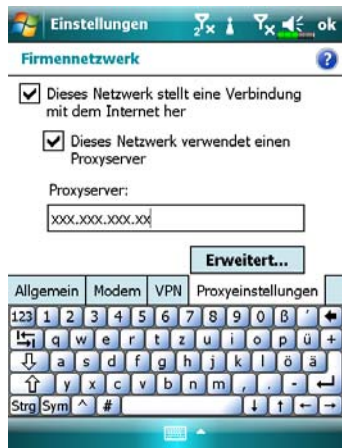 Einstellungen ok
Firmennetzwerk
Dieses Netzwerk stellt eine Verbindung
mit dem Internet her
Dieses Netzwerk verwendet einen
Proxyserver
Proxyserver:
xxx.xxx.xxx.xx
Erweitert...
Allgemein Modem VPN Proxyeinstellungen
123 1 2 3 4 5 6 7 8 9 0 ß ´
q w e r t z u i o p ü +
a s d f g h j k l ö ä
y x c v b n m , . -
Strg Sym ^ #